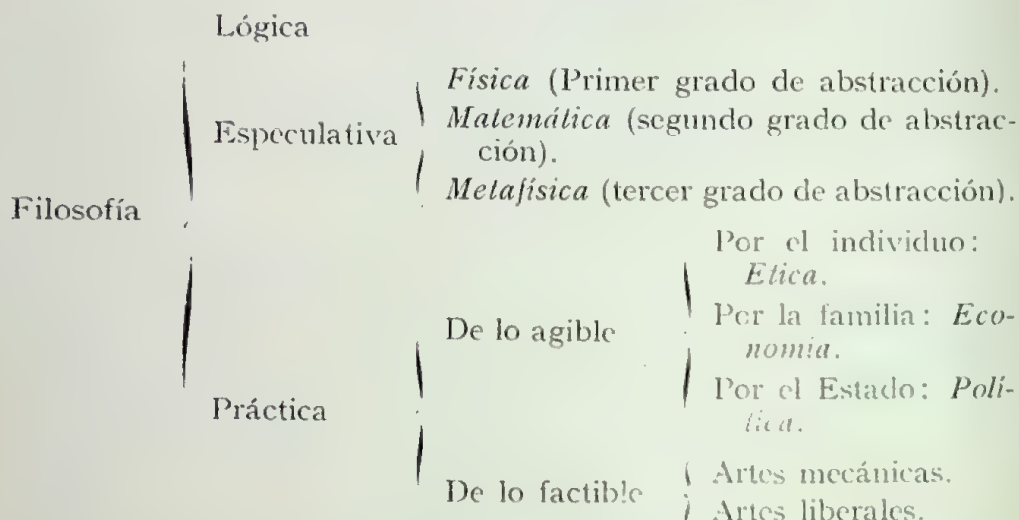 Lógica
Física (Primer grado de abstracción).
Especulativa
Matemática (segundo grado de abstrac-
ción).
Metafísica (tercer grado de abstracción).
Filosofía
Por el individuo:
Etica.
De lo agible
Por la familia: Eco-
nomia.
Por el Estado: Polí-
tica.
Práctica
De lo factible
Artes mecánicas.
Artes liberales.